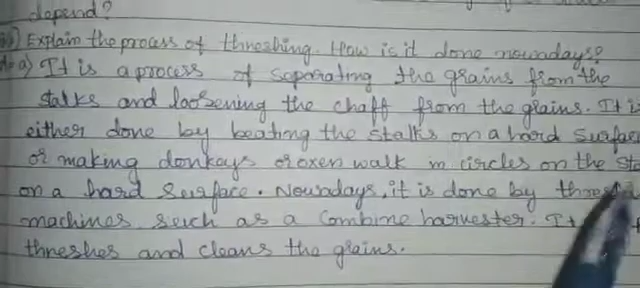 depend?
Explain the process of threshing. How is it done nowadays?
a) It is a process of separating the grains from the
stalks and loosening the chaff from the grains. It is
either done by beating the stalks on a hard surface
or making donkeys or oxen walk in circles on the
on a hard surface. Nowadays, it is done by
machines such as a combine harvester. It
threshes and cleans the grains.